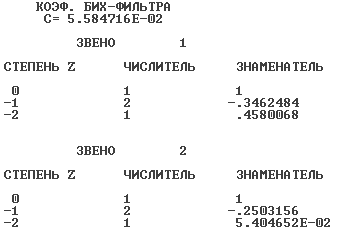 КОЭФ. БИХ-ФИЛЬТРА
С= 5.584716E-02
ЗВЕНО 1
СТЕПЕНЬ Z ЧИСЛИТЕЛЬ ЗНАМЕНАТЕЛЬ
0 1 1
-1 2 -.3462484
-2 1 .4580068
ЗВЕНО 2
СТЕПЕНЬ Z ЧИСЛИТЕЛЬ ЗНАМЕНАТЕЛЬ
0 1 1
-1 2 -.2503156
-2 1 5.404652E-02